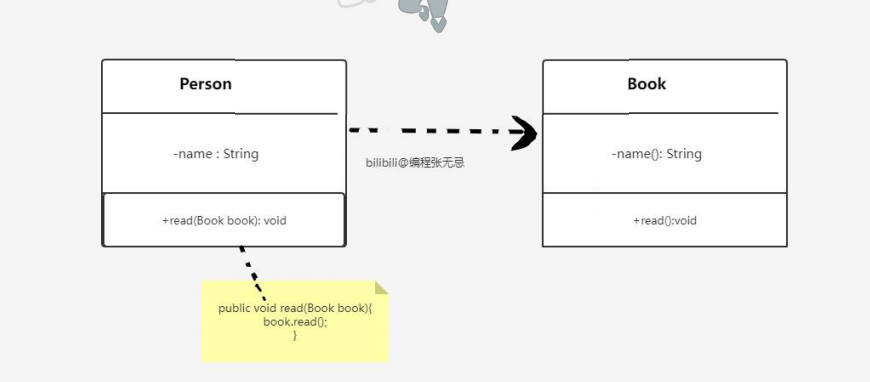 Person
-name : String
+read(Book book): void
bilibili@编程张无忌
Book
-name(): String
+read():void
public void read(Book book){
book.read();
}